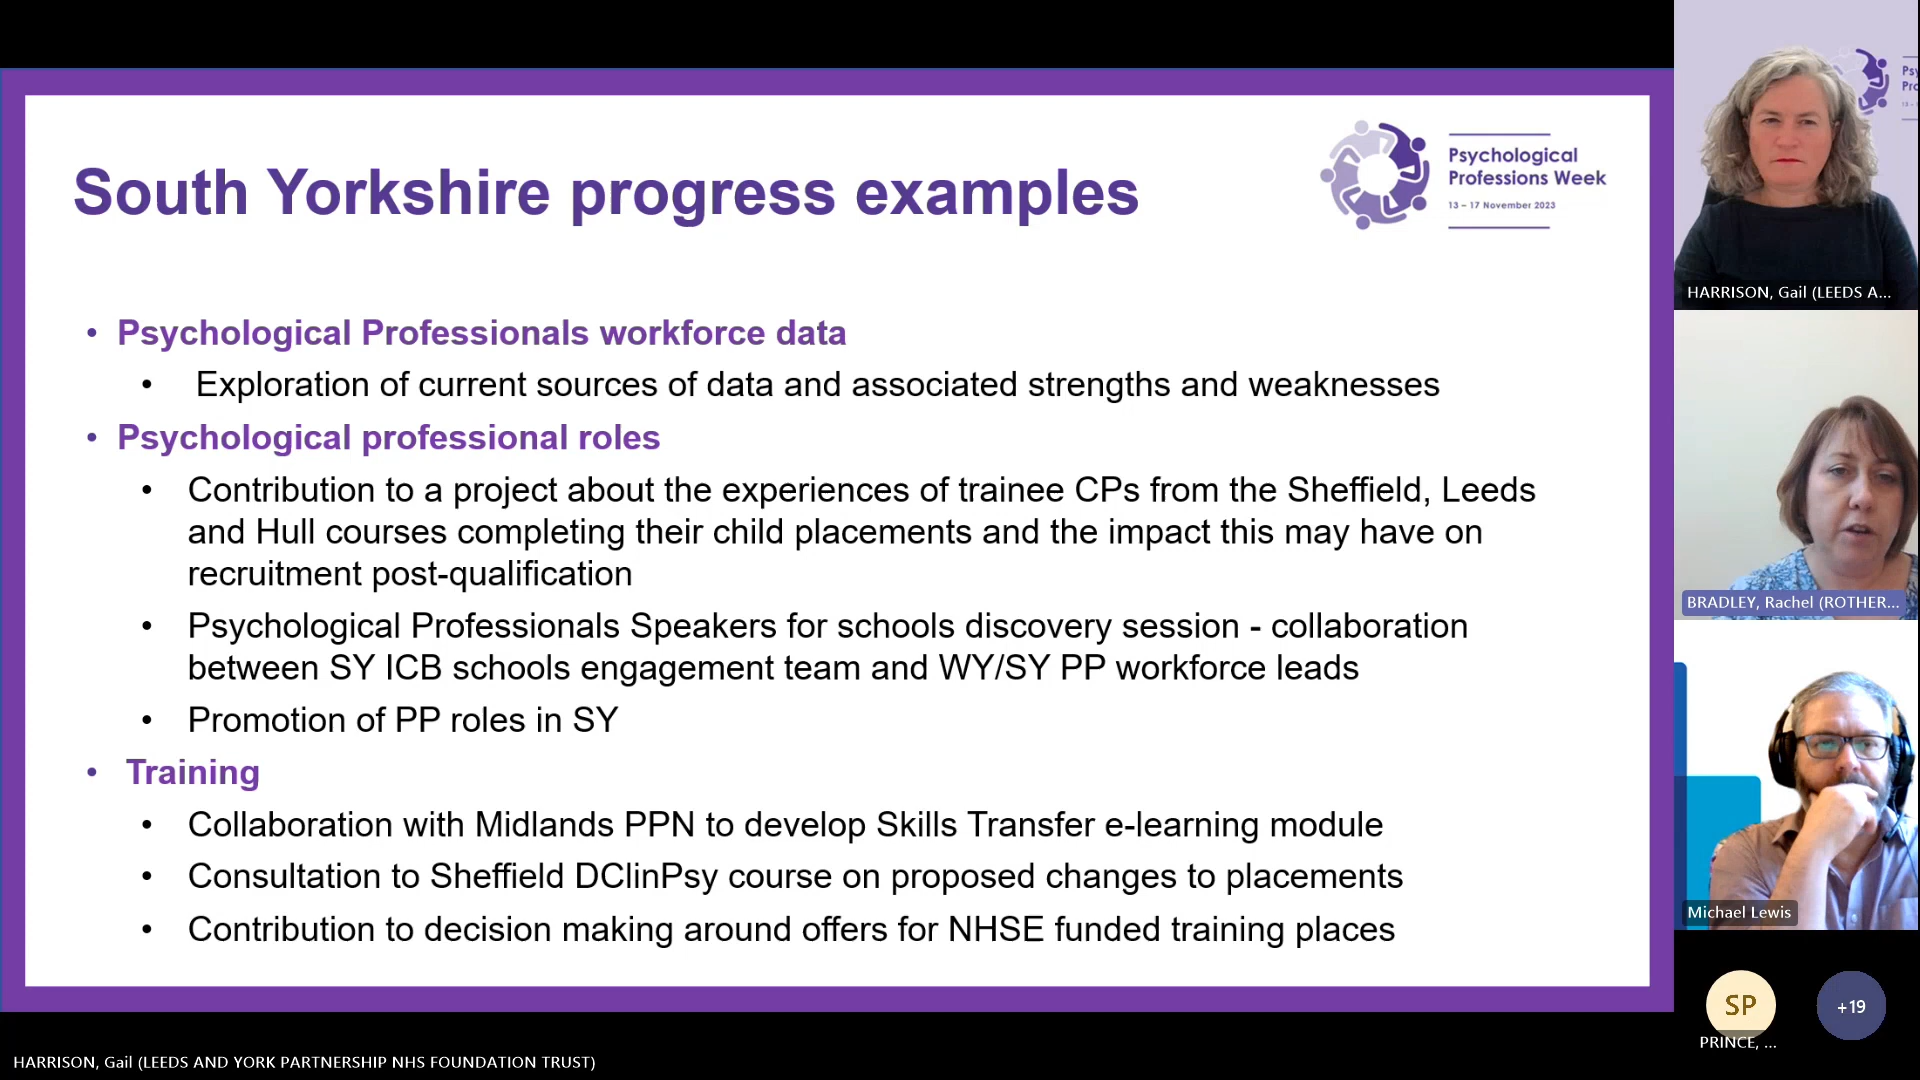 South Yorkshire progress examples
Psychological
Professions Week
13 – 17 November 2023
• Psychological Professionals workforce data
• Exploration of current sources of data and associated strengths and weaknesses
• Psychological professional roles
• Contribution to a project about the experiences of trainee CPs from the Sheffield, Leeds
and Hull courses completing their child placements and the impact this may have on
recruitment post-qualification
• Psychological Professionals Speakers for schools discovery session - collaboration
between SY ICB schools engagement team and WY/SY PP workforce leads
• Promotion of PP roles in SY
• Training
• Collaboration with Midlands PPN to develop Skills Transfer e-learning module
• Consultation to Sheffield DClinPsy course on proposed changes to placements
• Contribution to decision making around offers for NHSE funded training places
HARRISON, Gail (LEEDS A...
BRADLEY, Rachel (ROTHER...
Michael Lewis
SP
PRINCE, ...
+19
HARRISON, Gail (LEEDS AND YORK PARTNERSHIP NHS FOUNDATION TRUST)